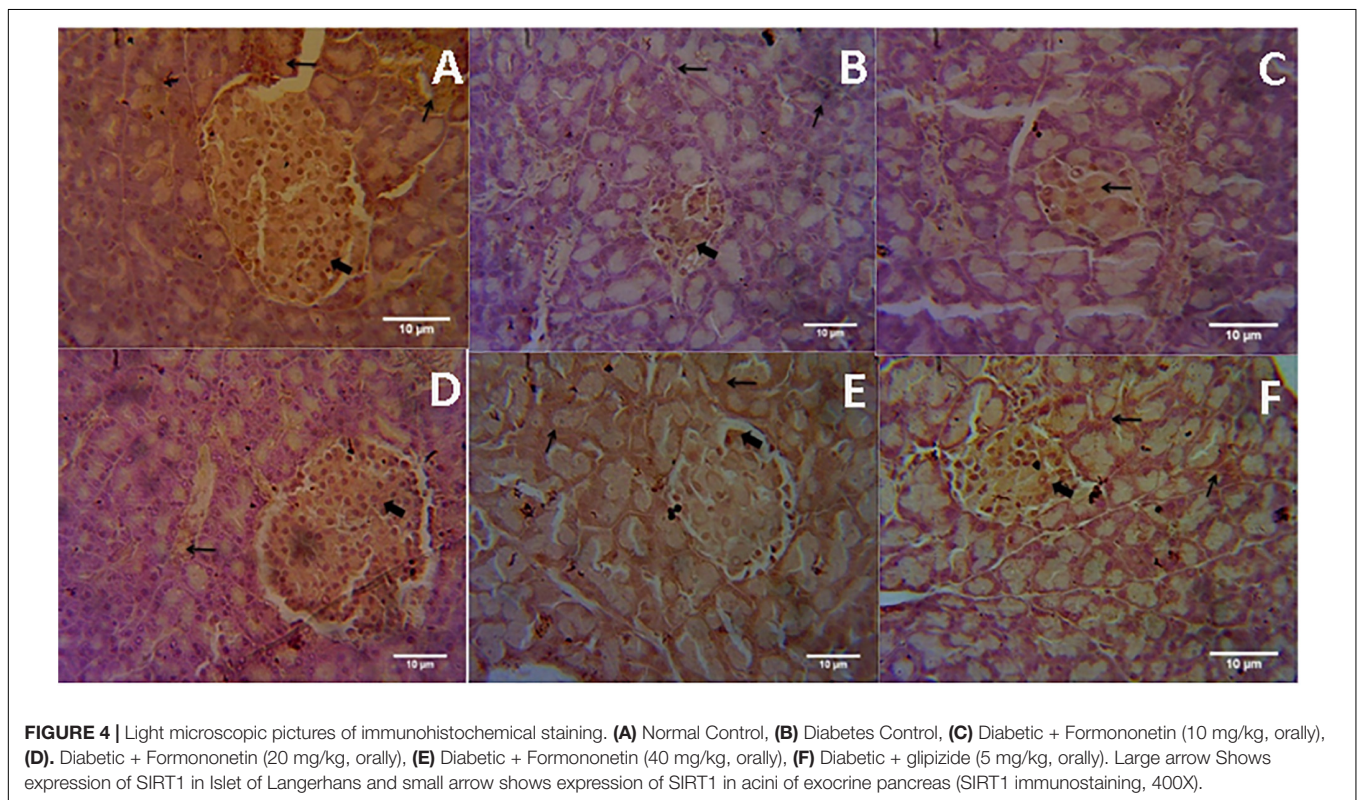 A
B
C
10 µm
10 µm
10 µm
D
E
F
10 µm
10 µm
10 µm
FIGURE 4 | Light microscopic pictures of immunohistochemical staining. (A) Normal Control, (B) Diabetes Control, (C) Diabetic + Formononetin (10 mg/kg, orally),
(D). Diabetic + Formononetin (20 mg/kg, orally), (E) Diabetic + Formononetin (40 mg/kg, orally), (F) Diabetic + glipizide (5 mg/kg, orally). Large arrow Shows
expression of SIRT1 in Islet of Langerhans and small arrow shows expression of SIRT1 in acini of exocrine pancreas (SIRT1 immunostaining, 400X).